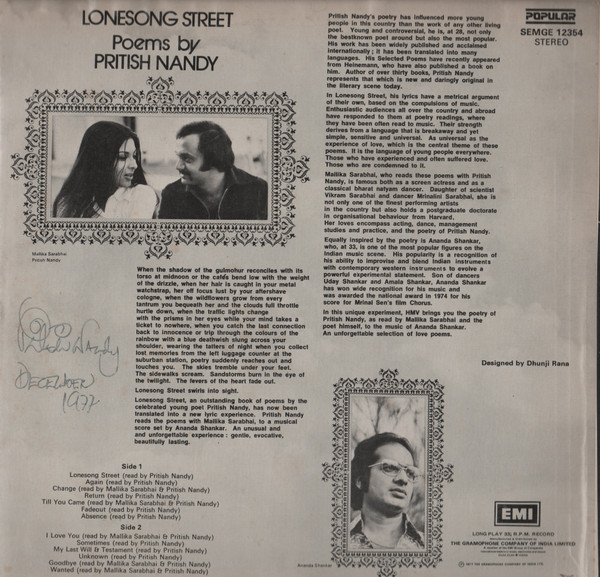 LONESONG STREET
Poems by
PRITISH NANDY
Mallika Sarabhai
Pritish Nandy
When the shadow of the gulmohur reconciles with its
torso at midnoon or the cafés bend low with the weight
of the drizzle, when her hair is caught in your metal
watchstrap, her off focus lust by your aftershave
cologne, when the wildflowers grow from every
tantrum you bequeath her and the clouds full throttle
hurtle down, when the traffic lights change
with the prisms in her eyes while your mind takes a
ticket to nowhere, when you catch the last connection
back to innocence or trip through the colours of the
rainbow with a blue deathwish slung across your
shoulder, wearing the tatters of night when you collect
lost memories from the left luggage counter at the
suburban station, poetry suddenly reaches out and
touches you. The skies tremble under your feet.
The sidewalks scream. Sandstorms burn in the eye of
the twilight. The fevers of the heart fade out.
Lonesong Street swirls into sight.
Lonesong Street, an outstanding book of poems by the
celebrated young poet Pritish Nandy, has now been
translated into a new lyric experience. Pritish Nandy
reads the poems with Mallika Sarabhai, to a musical
score set by Ananda Shankar. An unusual and
and unforgettable experience : gentle, evocative,
beautifully lasting.
Nandy
DECEMBER
1977
Side 1
Lonesong Street (read by Pritish Nandy)
Again (read by Pritish Nandy)
Change (read by Mallika Sarabhai & Pritish Nandy)
Return (read by Pritish Nandy)
Till You Came (read by Mallika Sarabhai & Pritish Nandy)
Fadeout (read by Pritish Nandy)
Absence (read by Pritish Nandy)
Side 2
I Love You (read by Mallika Sarabhai & Pritish Nandy)
Sometimes (read by Pritish Nandy)
My Last Will & Testament (read by Pritish Nandy)
Unknown (read by Pritish Nandy)
Goodbye (read by Mallika Sarabhai & Pritish Nandy)
Wanted (read by Mallika Sarabhai & Pritish Nandy)
Pritish Nandy's poetry has influenced more young
people in this country than the work of any other living
poet. Young and controversial, he is, at 28, not only
the bestknown poet around but also the most popular.
His work has been widely published and acclaimed
internationally ; it has been translated into many
languages. His Selected Poems have recently appeared
from Heinemann, who have also published a book on
him. Author of over thirty books, Pritish Nandy
represents that which is new and daringly original in
the literary scene today.
In Lonesong Street, his lyrics have a metrical argument
of their own, based on the compulsions of music.
Enthusiastic audiences all over the country and abroad
have responded to them at poetry readings, where
they have been often read to music. Their strength
derives from a language that is breakaway and yet
simple, sensitive and universal. As universal as the
experience of love, which is the central theme of these
poems. It is the language of young people everywhere.
Those who have experienced and often suffered love.
Those who are condemned to it.
Mallika Sarabhai, who reads these poems with Pritish
Nandy, is famous both as a screen actress and as a
classical bharat natyam dancer. Daughter of scientist
Vikram Sarabhai and dancer Mrinalini Sarabhai, she is
not only one of the finest performing artists
in the country but also holds a postgraduate doctorate
in organisational behaviour from Harvard.
Her loves encompass acting, dance, management
studies and practice, and the poetry of Pritish Nandy.
Equally inspired by the poetry is Ananda Shankar,
who, at 33, is one of the most popular figures on the
Indian music scene. His popularity is a recognition of
his ability to improvise and blend Indian instruments
with contemporary western instruments to evolve a
powerful experimental statement. Son of dancers
Uday Shankar and Amala Shankar, Ananda Shankar
has won wide recognition for his music and
was awarded the national award in 1974 for his
score for Mrinal Sen's film Chorus.
In this unique experiment, HMV brings you the poetry of
Pritish Nandy, as read by Mallika Sarabhai and the
poet himself, to the music of Ananda Shankar.
An unforgettable selection of love poems.
POPULAR
SEMGE 12354
STEREO
Designed by Dhunji Rana
Ananda Shankar
EMI
LONG PLAY 33⅓ R.P.M. RECORD
THE GRAMOPHONE COMPANY OF INDIA LIMITED